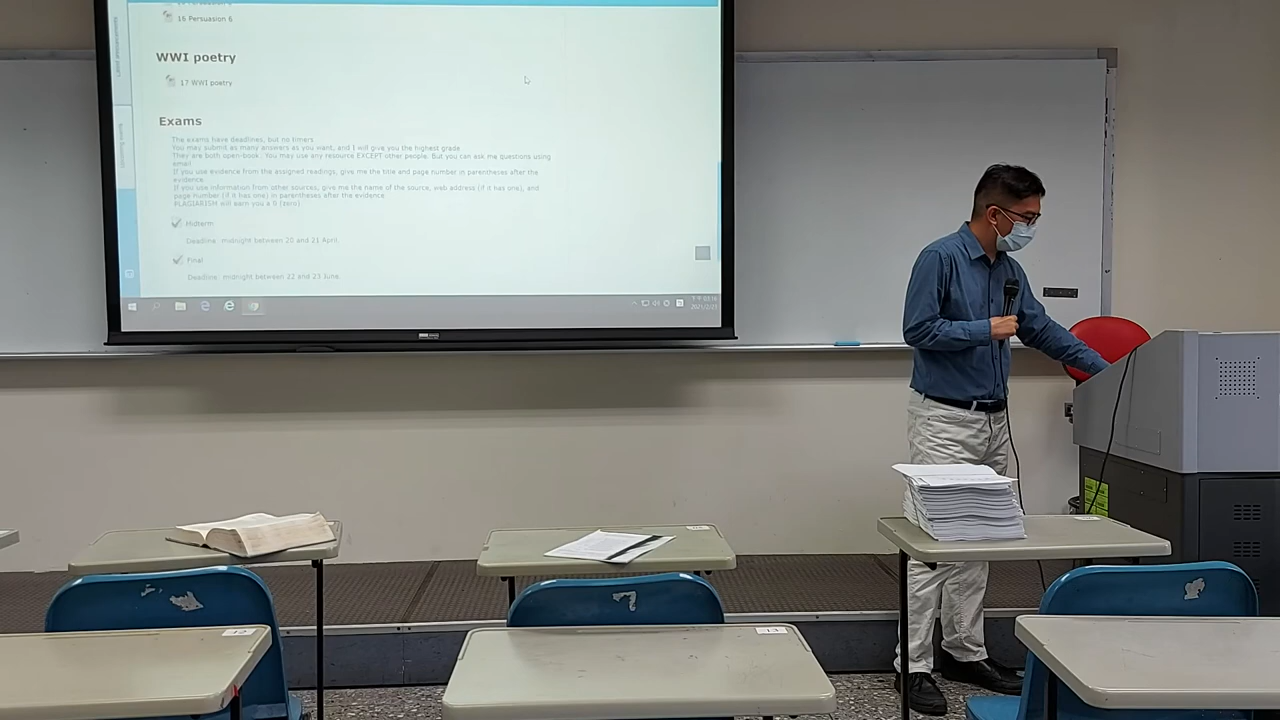 16 Persuasion 6
WWI poetry
17 WWI poetry
Exams
The exams have deadlines, but no timers.
You may submit as many answers as you want, and I will give you the highest grade.
They are both open-book. You may use any resource EXCEPT other people. But you can ask me questions using
email.
If you use evidence from the assigned readings, give me the title and page number in parentheses after the
evidence.
If you use information from other sources, give me the name of the source, web address (if it has one), and
page number (if it has one) in parentheses after the evidence.
PLAGIARISM will earn you a 0 (zero)
Midterm
Deadline: midnight between 20 and 21 April.
Final
Deadline: midnight between 22 and 23 June.
12
13